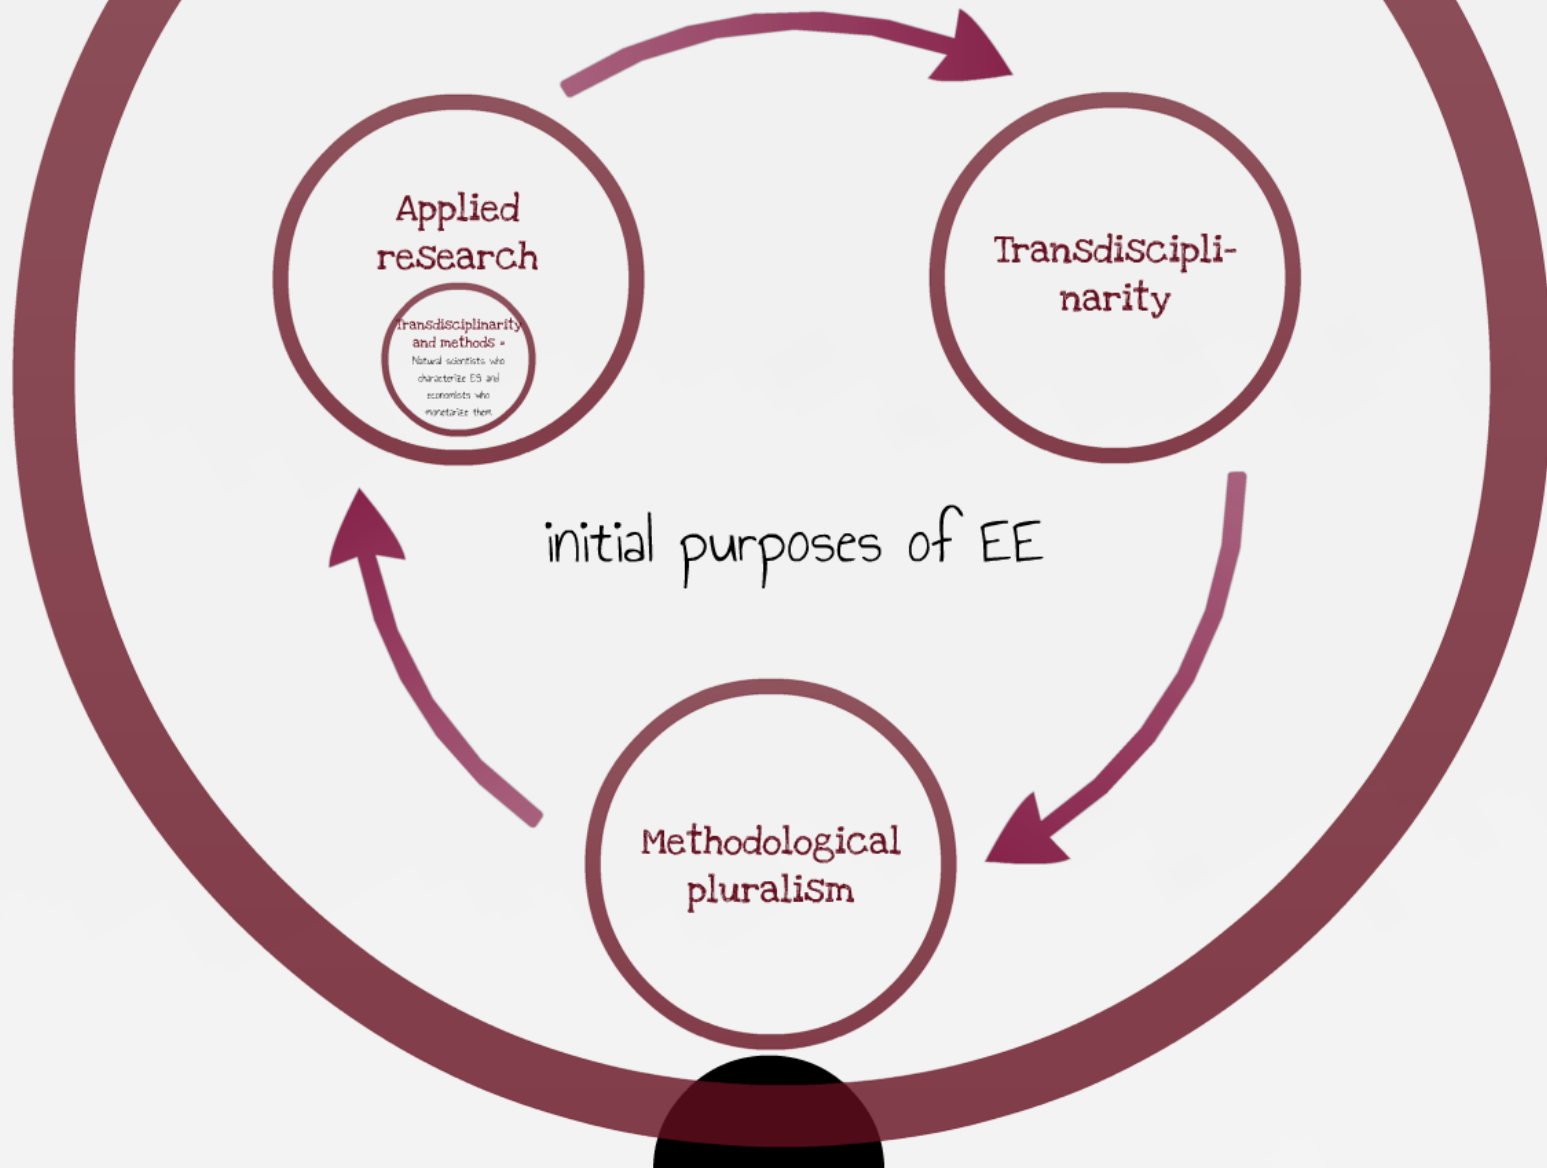 Applied
research
Transdisciplinarity
and methods =
Natural scientists who
characterize ES and
economists who
monetarize them
Transdiscipli-
narity
initial purposes of EE
Methodological
pluralism